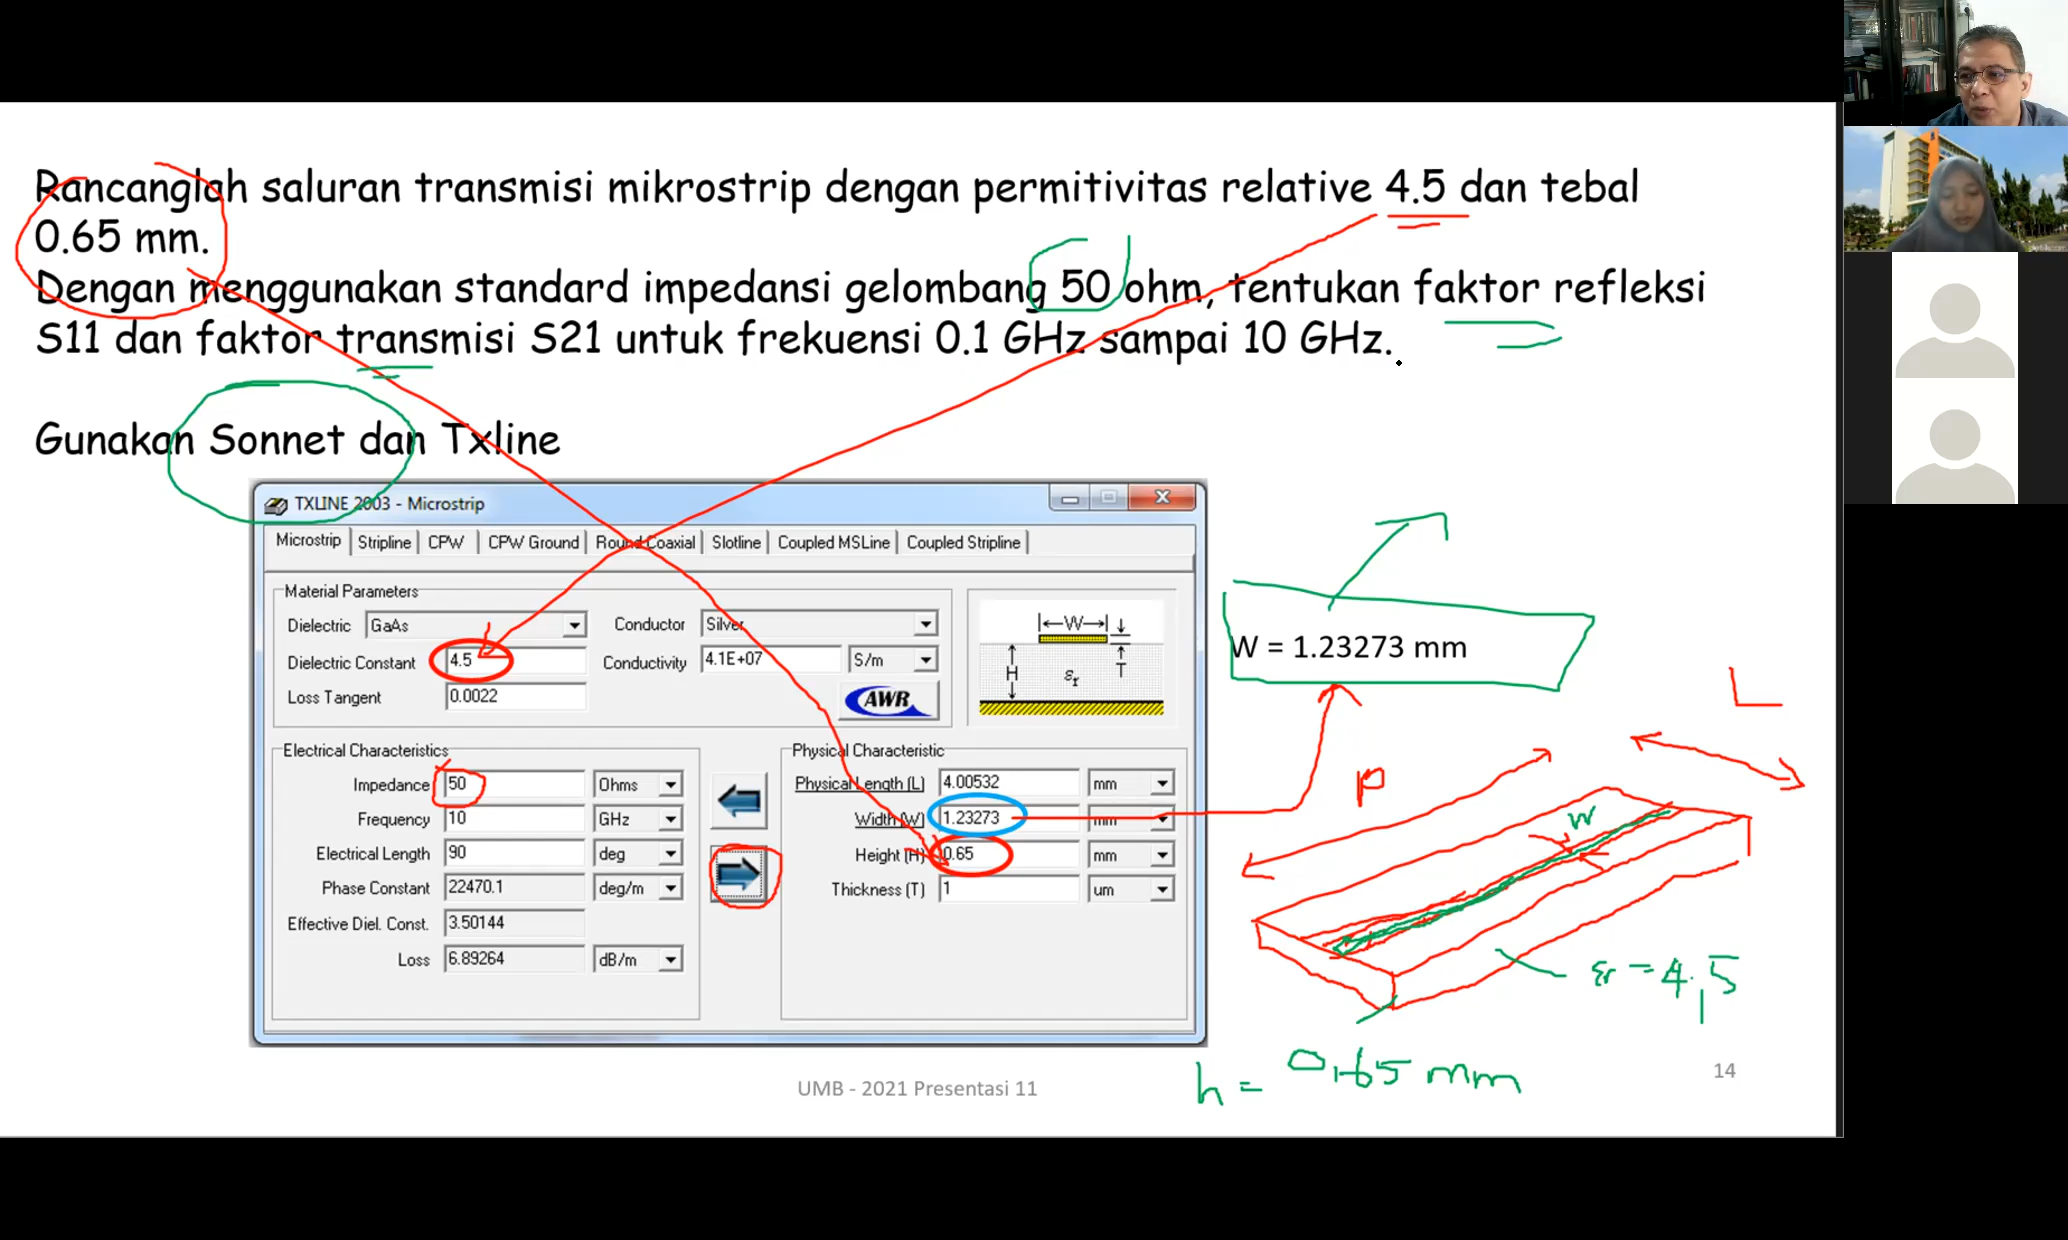 Rancanglah saluran transmisi mikrostrip dengan permitivitas relative 4.5 dan tebal
0.65 mm.
Dengan menggunakan standard impedansi gelombang 50 ohm, tentukan faktor refleksi
S11 dan faktor transmisi S21 untuk frekuensi 0.1 GHz sampai 10 GHz.
Gunakan Sonnet dan Txline
TXLINE 2003 - Microstrip
Microstrip Stripline CPW CPW Ground Round Coaxial Slotline Coupled MSLine Coupled Stripline
Material Parameters
Dielectric GaAs Conductor Silver
Dielectric Constant 4.5 Conductivity 4.1E+07 S/m
Loss Tangent 0.0022
AWR
W
H εr T
Electrical Characteristics
Impedance 50 Ohms
Frequency 10 GHz
Electrical Length 90 deg
Phase Constant 22470.1 deg/m
Effective Diel. Const. 3.50144
Loss 6.89264 dB/m
Physical Characteristic
Physical Length (L) 4.00532 mm
Width (W) 1.23273 mm
Height (H) 0.65 mm
Thickness (T) 1 um
W = 1.23273 mm
L
P
W
εr = 4,5
h = 0,65 mm
UMB - 2021 Presentasi 11
14